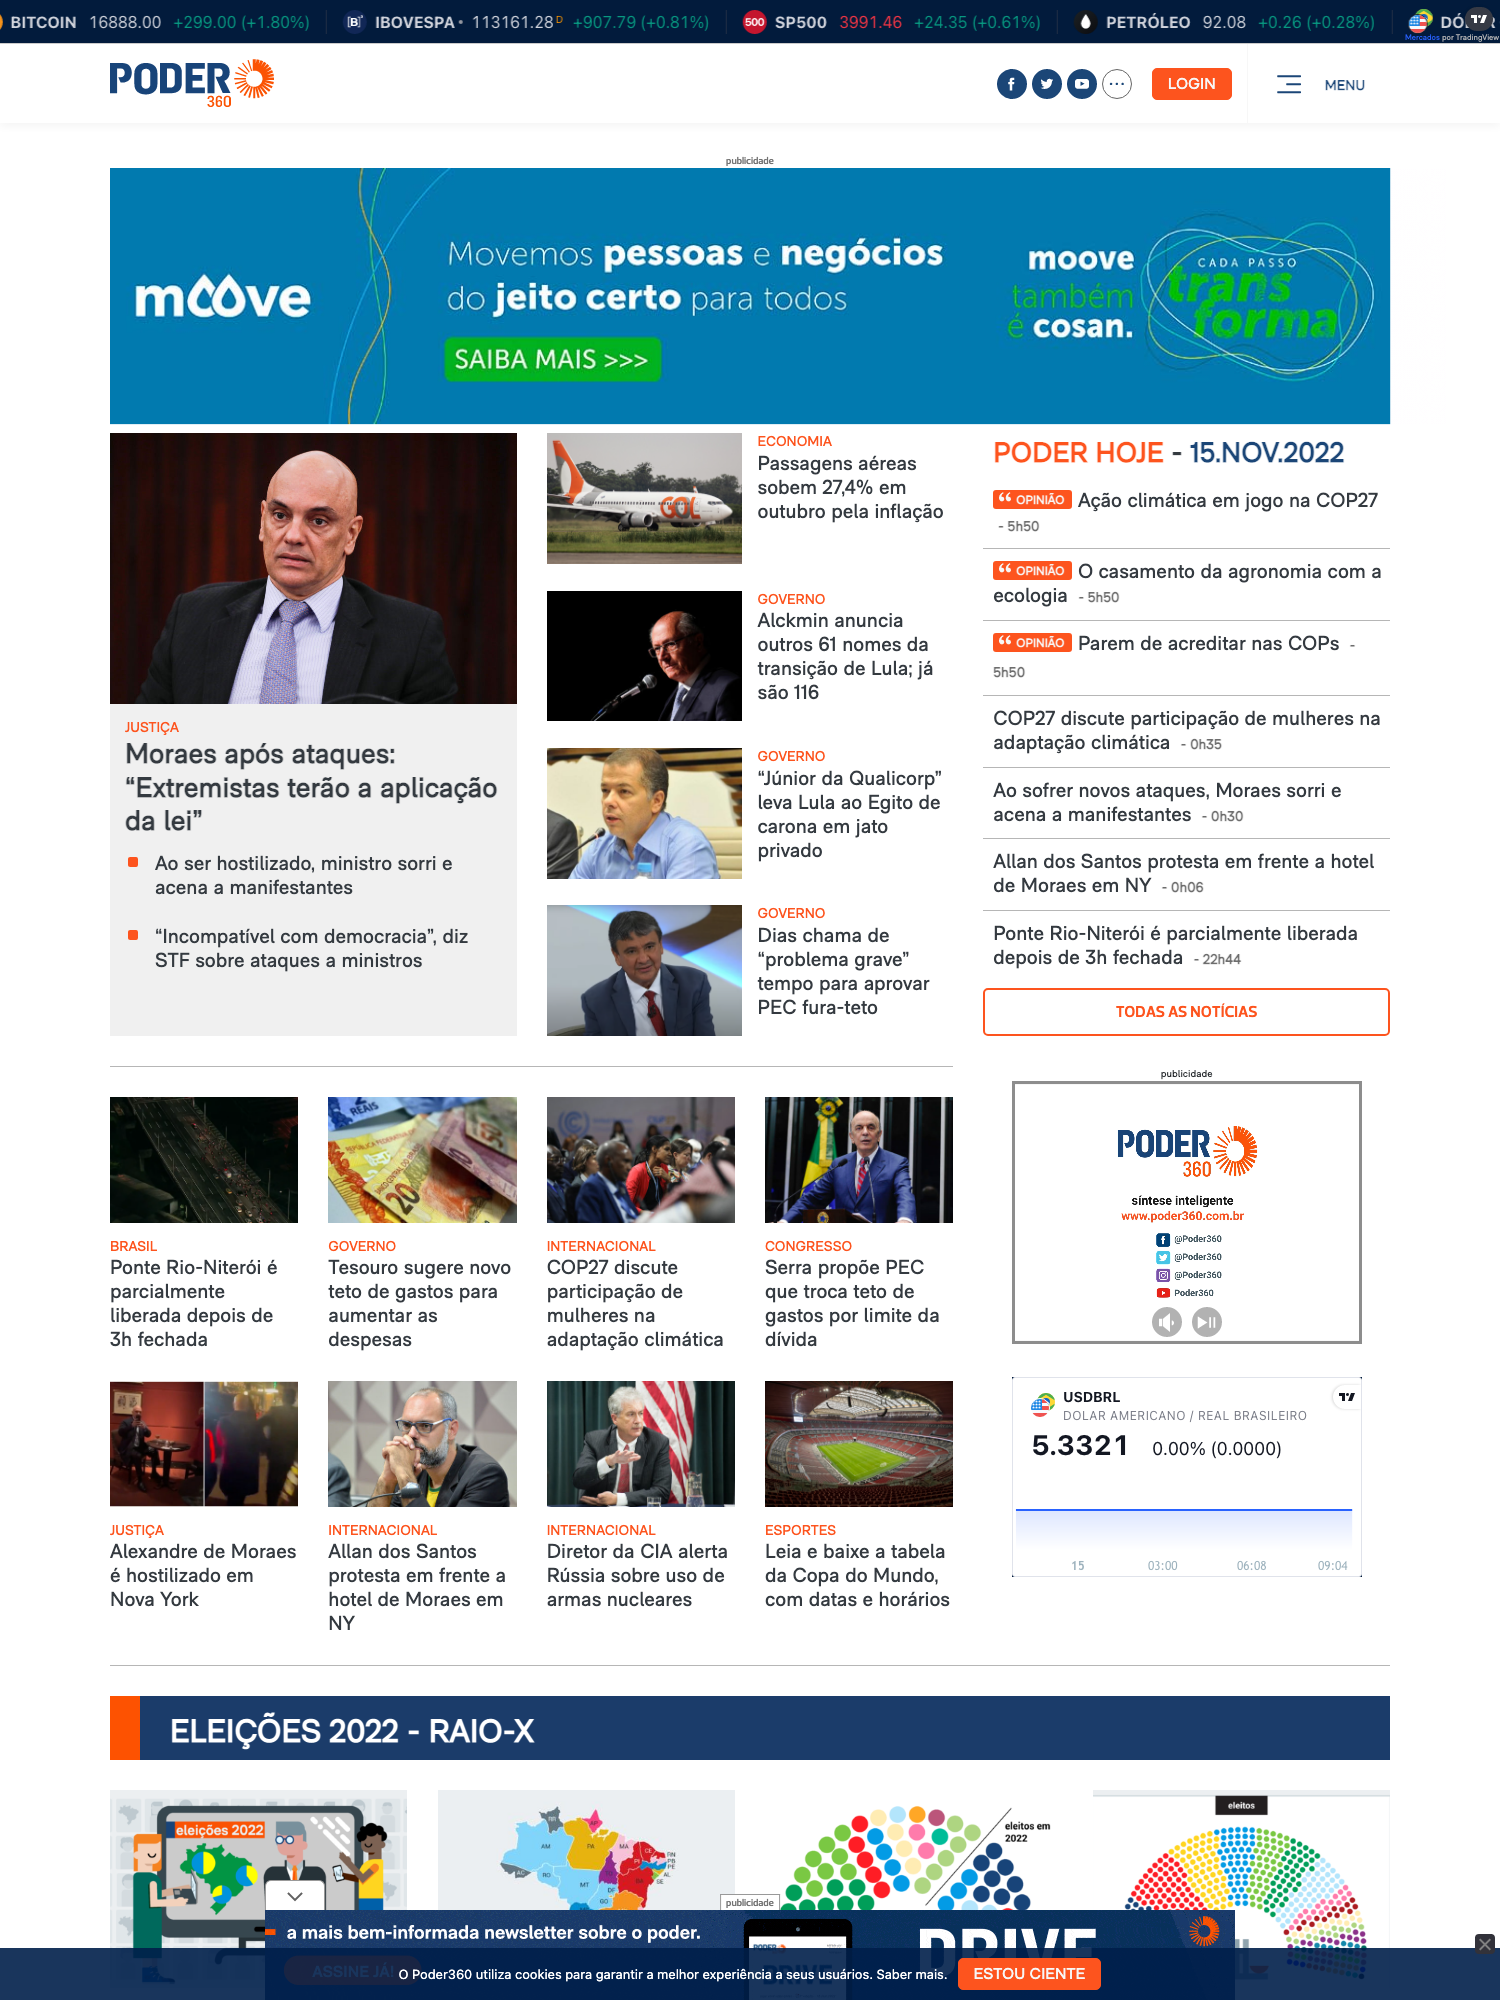 BITCOIN 16888.00 +299.00 (+1.80%) IBOVESPA 113161.28 D +907.79 (+0.81%) 500 SP500 3991.46 +24.35 (+0.61%) PETRÓLEO 92.08 +0.26 (+0.28%)
Mercados por TradingView
PODER
360
LOGIN
MENU
publicidade
moove
Movemos pessoas e negócios
do jeito certo para todos
SAIBA MAIS >>>
moove
também
é cosan.
CADA PASSO
trans
forma
JUSTIÇA
Moraes após ataques:
“Extremistas terão a aplicação
da lei”
Ao ser hostilizado, ministro sorri e
acena a manifestantes
“Incompatível com democracia”, diz
STF sobre ataques a ministros
GOL
ECONOMIA
Passagens aéreas
sobem 27,4% em
outubro pela inflação
GOVERNO
Alckmin anuncia
outros 61 nomes da
transição de Lula; já
são 116
GOVERNO
“Júnior da Qualicorp”
leva Lula ao Egito de
carona em jato
privado
GOVERNO
Dias chama de
“problema grave”
tempo para aprovar
PEC fura-teto
PODER HOJE - 15.NOV.2022
OPINIÃO Ação climática em jogo na COP27
- 5h50
OPINIÃO O casamento da agronomia com a
ecologia - 5h50
OPINIÃO Parem de acreditar nas COPs -
5h50
COP27 discute participação de mulheres na
adaptação climática - 0h35
Ao sofrer novos ataques, Moraes sorri e
acena a manifestantes - 0h30
Allan dos Santos protesta em frente a hotel
de Moraes em NY - 0h06
Ponte Rio-Niterói é parcialmente liberada
depois de 3h fechada - 22h44
TODAS AS NOTÍCIAS
BRASIL
Ponte Rio-Niterói é
parcialmente
liberada depois de
3h fechada
REAIS
20
GOVERNO
Tesouro sugere novo
teto de gastos para
aumentar as
despesas
INTERNACIONAL
COP27 discute
participação de
mulheres na
adaptação climática
CONGRESSO
Serra propõe PEC
que troca teto de
gastos por limite da
dívida
publicidade
PODER
360
síntese inteligente
www.poder360.com.br
@Poder360
@Poder360
@Poder360
Poder360
JUSTIÇA
Alexandre de Moraes
é hostilizado em
Nova York
INTERNACIONAL
Allan dos Santos
protesta em frente a
hotel de Moraes em
NY
INTERNACIONAL
Diretor da CIA alerta
Rússia sobre uso de
armas nucleares
ESPORTES
Leia e baixe a tabela
da Copa do Mundo,
com datas e horários
USDBRL
DOLAR AMERICANO / REAL BRASILEIRO
5.3321 0.00% (0.0000)
15 03:00 06:08 09:04
ELEIÇÕES 2022 - RAIO-X
eleições 2022
AM
PA
MA
MT
eleitos em
2022
eleitos
publicidade
a mais bem-informada newsletter sobre o poder.
DRIVE
ASSINE JÁ!
O Poder360 utiliza cookies para garantir a melhor experiência a seus usuários. Saber mais.
ESTOU CIENTE